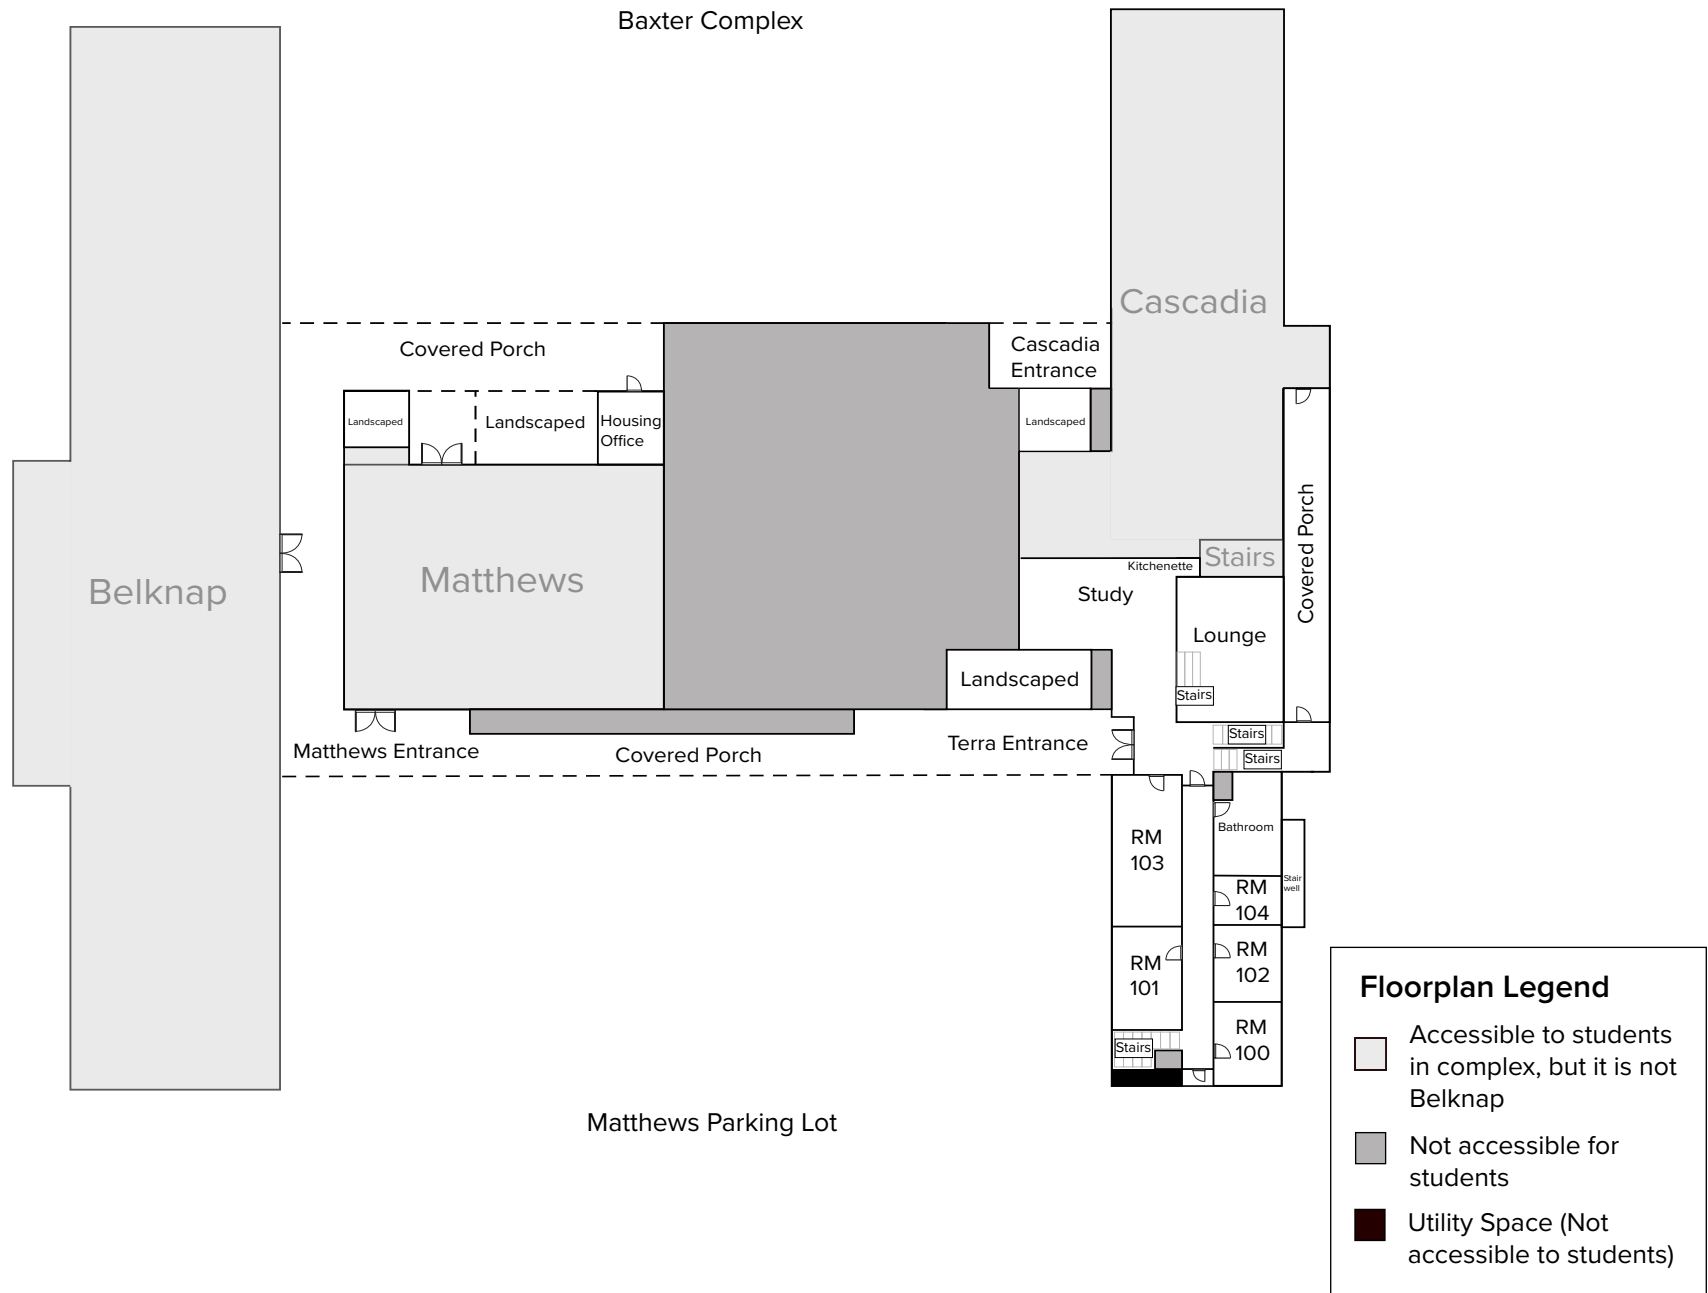 Baxter Complex
Cascadia
Covered Porch
Cascadia
Entrance
Landscaped
Landscaped
Housing
Office
Landscaped
Covered Porch
Stairs
Kitchenette
Study
Belknap
Matthews
Lounge
Landscaped
Stairs
Matthews Entrance
Covered Porch
Terra Entrance
Stairs
Stairs
RM
103
Bathroom
Stair
well
RM
104
RM
101
RM
102
RM
100
Stairs
Matthews Parking Lot
Floorplan Legend
Accessible to students
in complex, but it is not
Belknap
Not accessible for
students
Utility Space (Not
accessible to students)